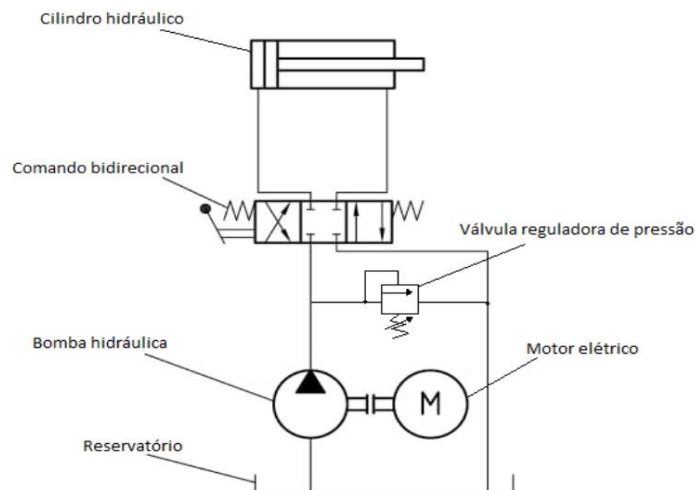 Cilindro hidráulico
Comando bidirecional
Válvula reguladora de pressão
Bomba hidráulica
Motor elétrico
M
Reservatório